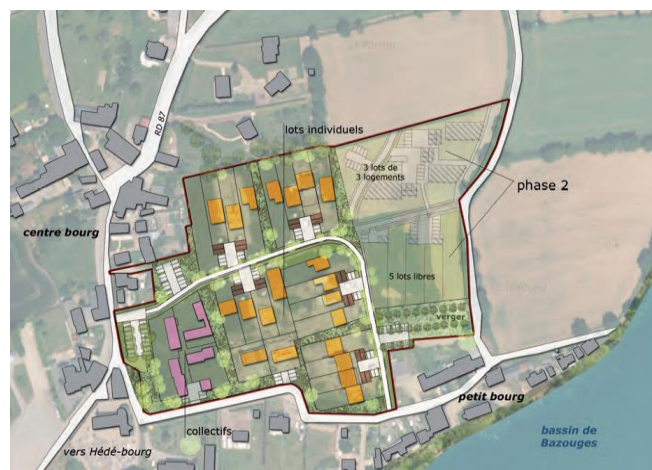 RD 87
lots individuels
3 lots de
3 logements
phase 2
centre bourg
5 lots libres
verger
petit bourg
collectifs
bassin de
Bazouges
vers Hédé-bourg